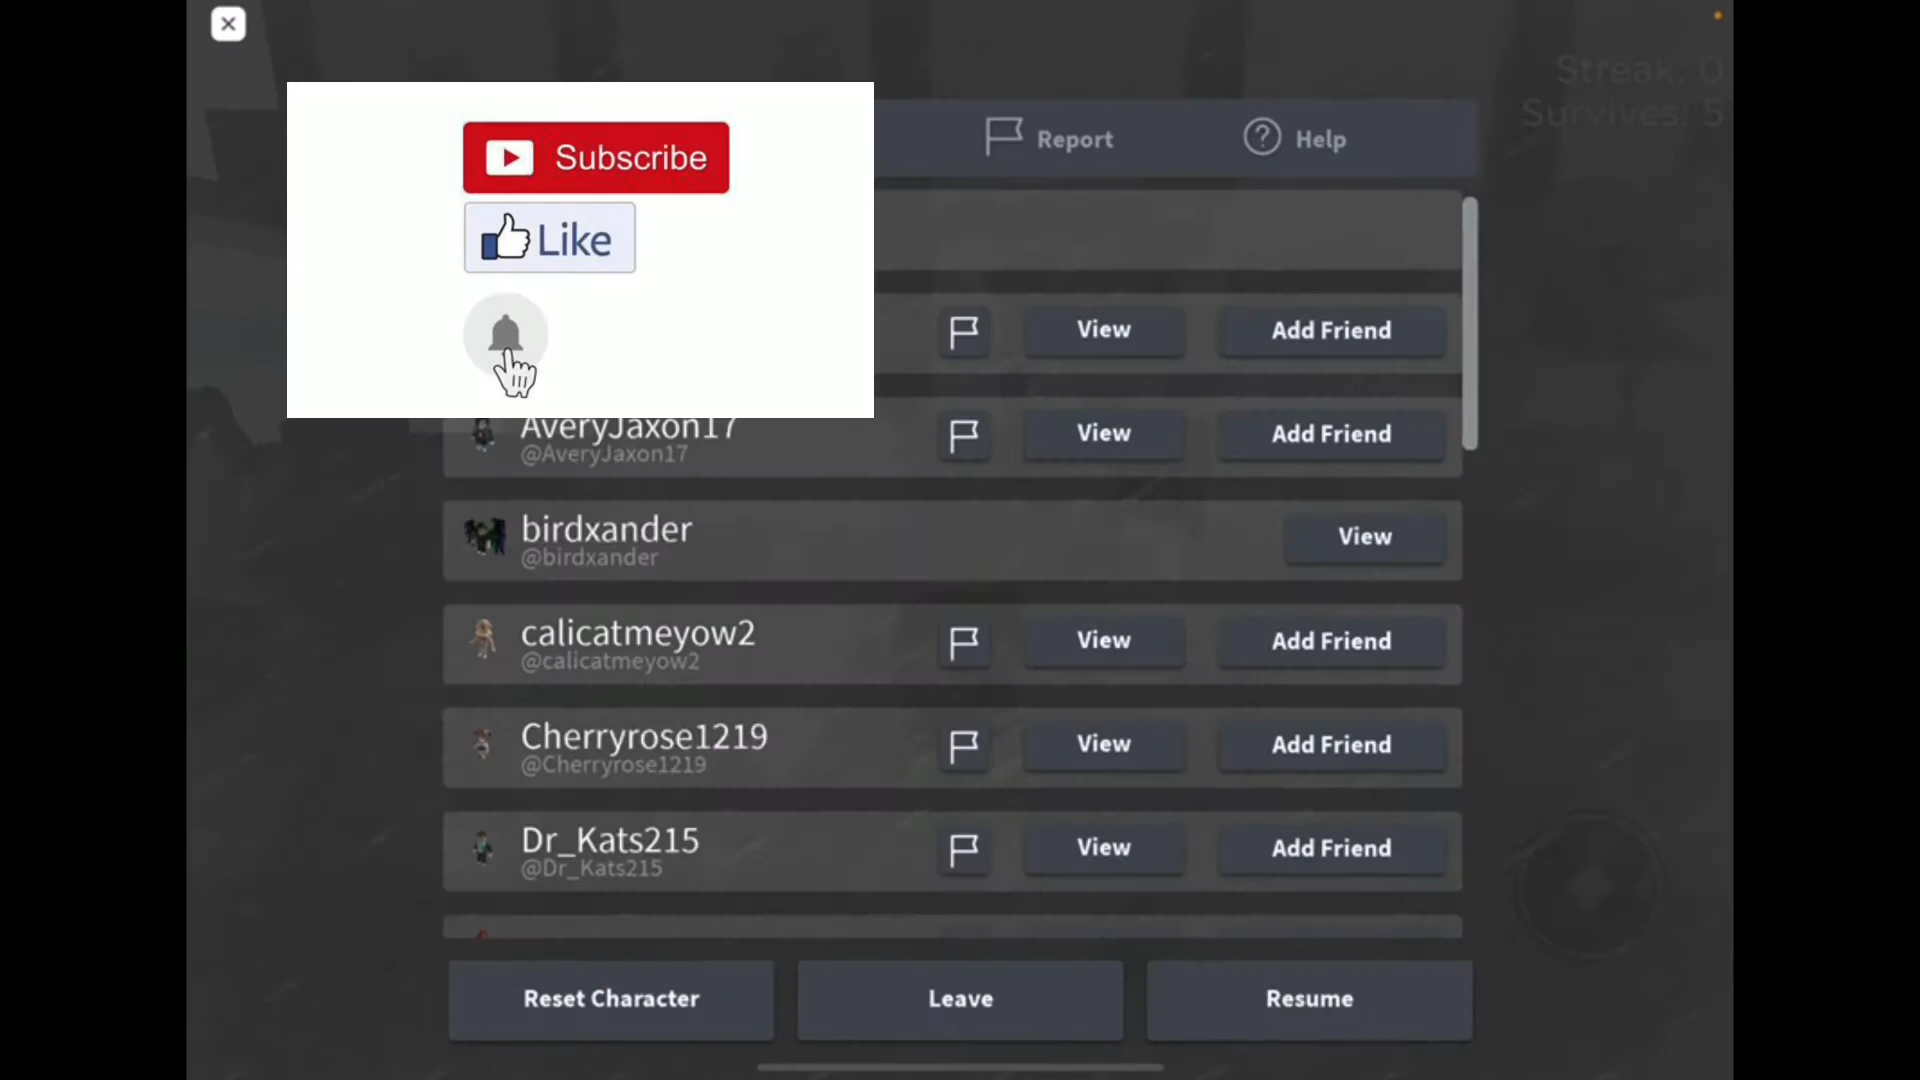 Streak: 0
Survives: 5
Subscribe
Like
Report
? Help
View
Add Friend
AveryJaxon17
@AveryJaxon17
View
Add Friend
birdxander
@birdxander
View
calicatmeyow2
@calicatmeyow2
View
Add Friend
Cherryrose1219
@Cherryrose1219
View
Add Friend
Dr_Kats215
@Dr_Kats215
View
Add Friend
Reset Character
Leave
Resume